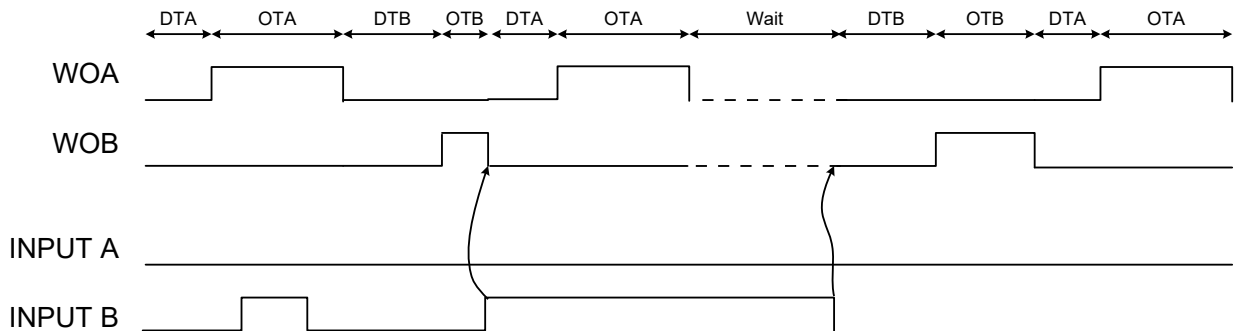 DTA OTA DTB OTB DTA OTA Wait DTB OTB DTA OTA
WOA
WOB
INPUT A
INPUT B